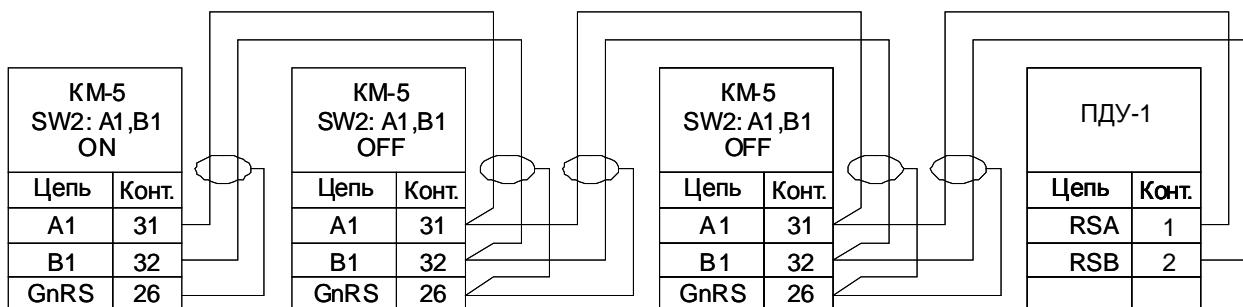 КМ-5
SW2: A1,B1
ON
Цепь Конт.
A1 31
B1 32
GnRS 26
КМ-5
SW2: A1,B1
OFF
Цепь Конт.
A1 31
B1 32
GnRS 26
КМ-5
SW2: A1,B1
OFF
Цепь Конт.
A1 31
B1 32
GnRS 26
ПДУ-1
Цепь Конт.
RSA 1
RSB 2